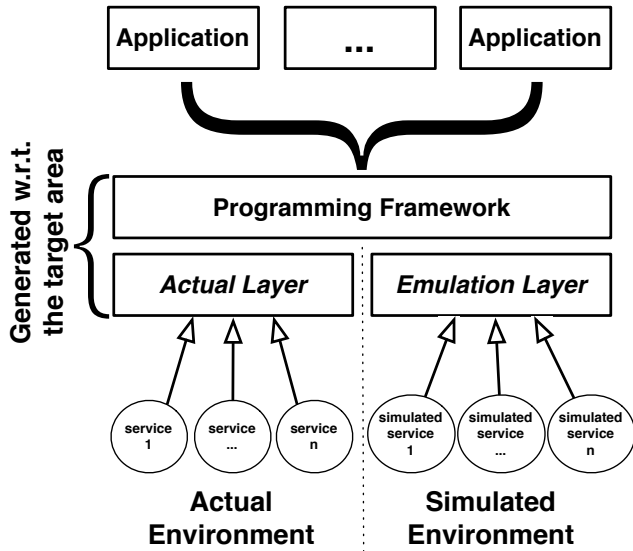 Application
...
Application
Generated w.r.t.
the target area
Programming Framework
Actual Layer
Emulation Layer
service
1
service
...
service
n
simulated
service
1
simulated
service
...
simulated
service
n
Actual
Environment
Simulated
Environment